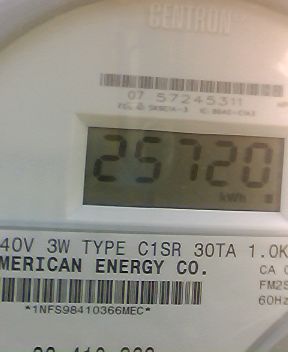 CENTRON
07 57245311
25720
kWh
40V 3W TYPE C1SR 30TA 1.0K
MERICAN ENERGY CO.
CA
FM2S
60Hz
*1NFS98410366MEC*